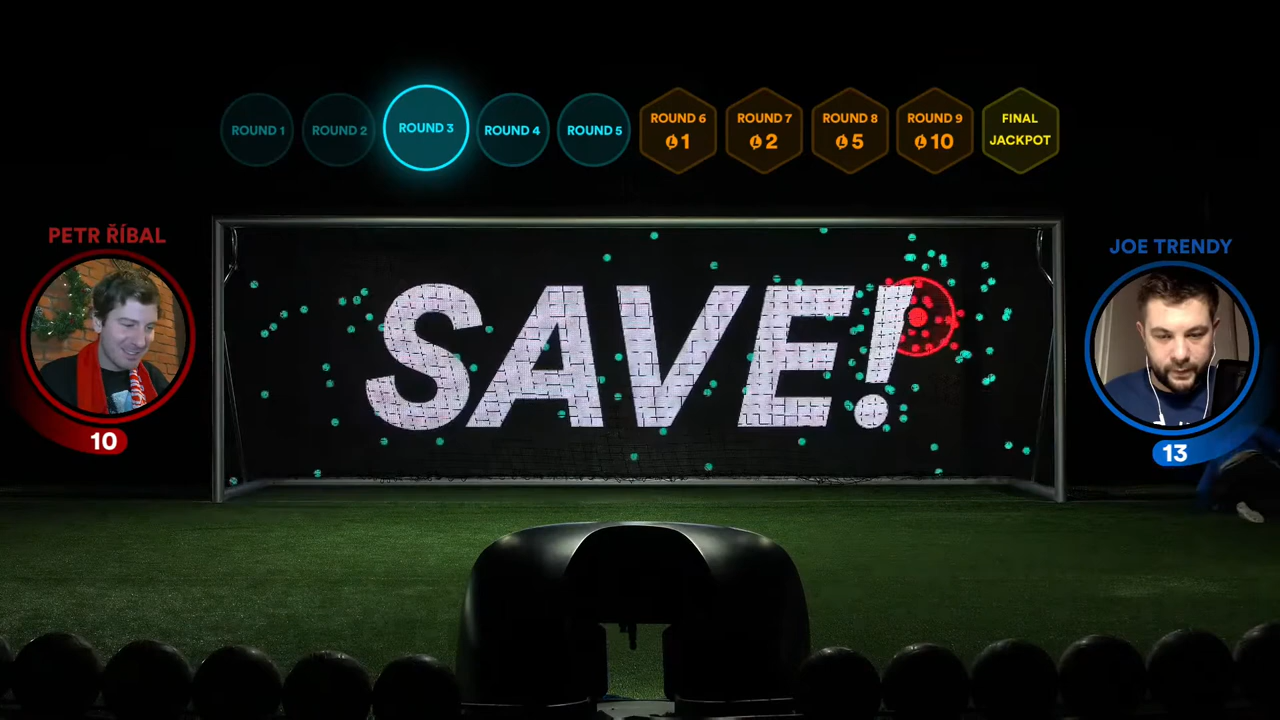 ROUND 1
ROUND 2
ROUND 3
ROUND 4
ROUND 5
ROUND 6
1
ROUND 7
2
ROUND 8
5
ROUND 9
10
FINAL
JACKPOT
PETR ŘÍBAL
10
SAVE!
JOE TRENDY
13